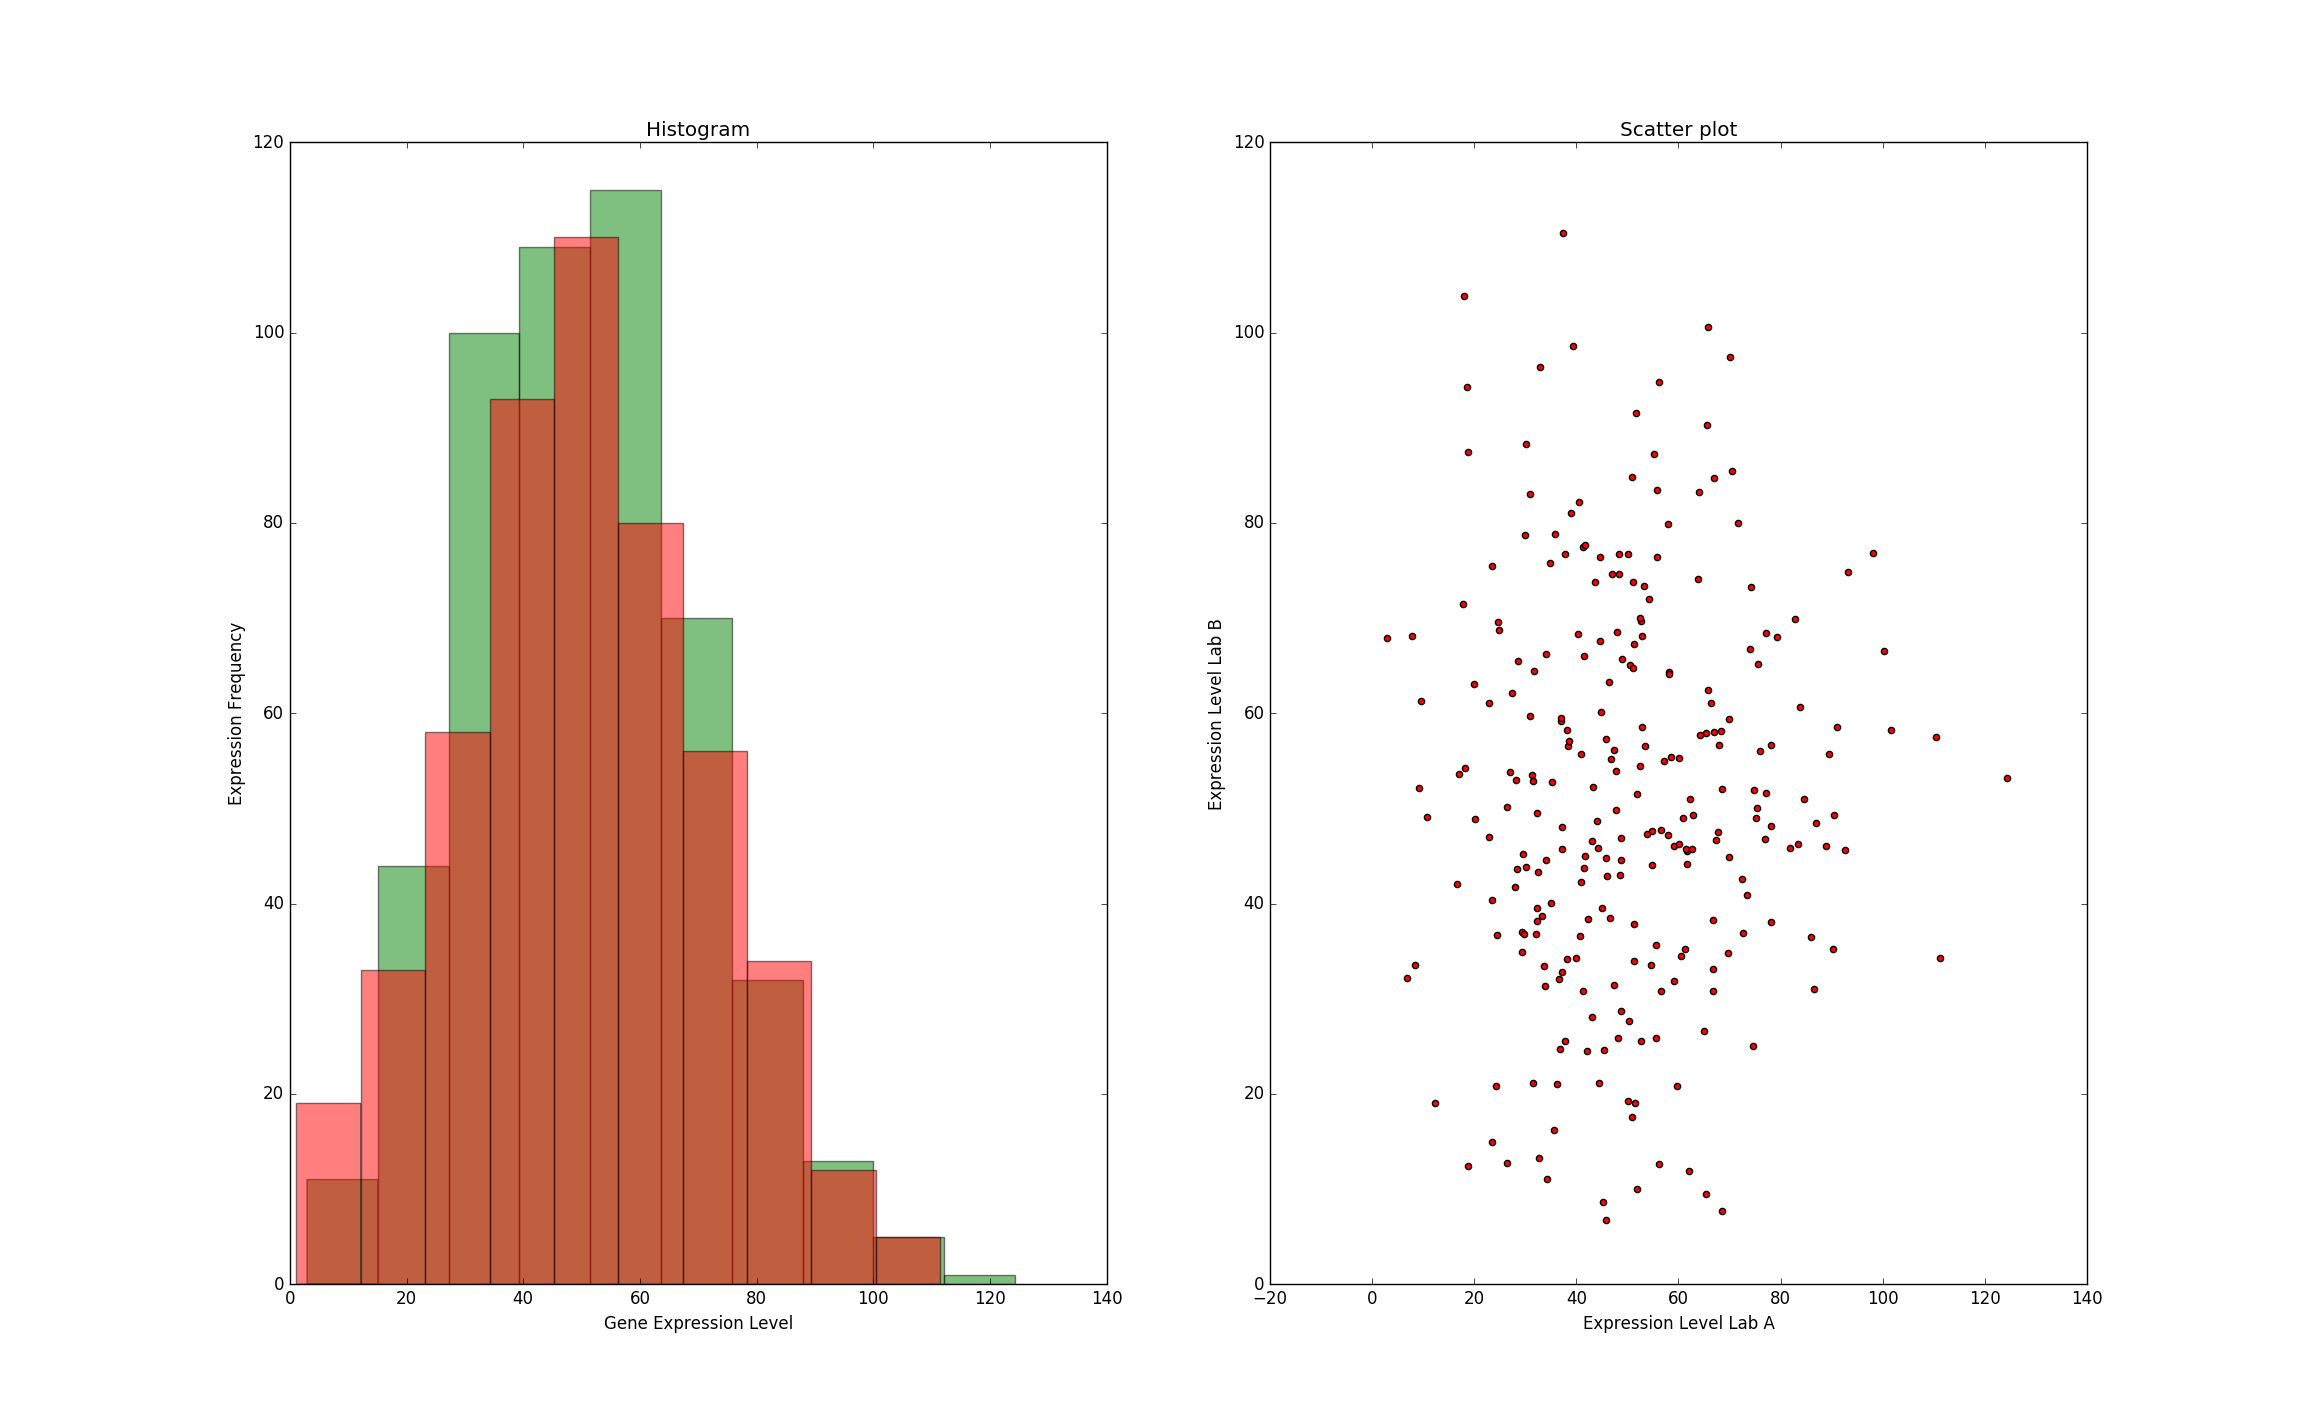 Histogram
120
100
80
60
40
20
0
Expression Frequency
0 20 40 60 80 100 120 140
Gene Expression Level
Scatter plot
120
100
80
60
40
20
0
Expression Level Lab B
−20 0 20 40 60 80 100 120 140
Expression Level Lab A